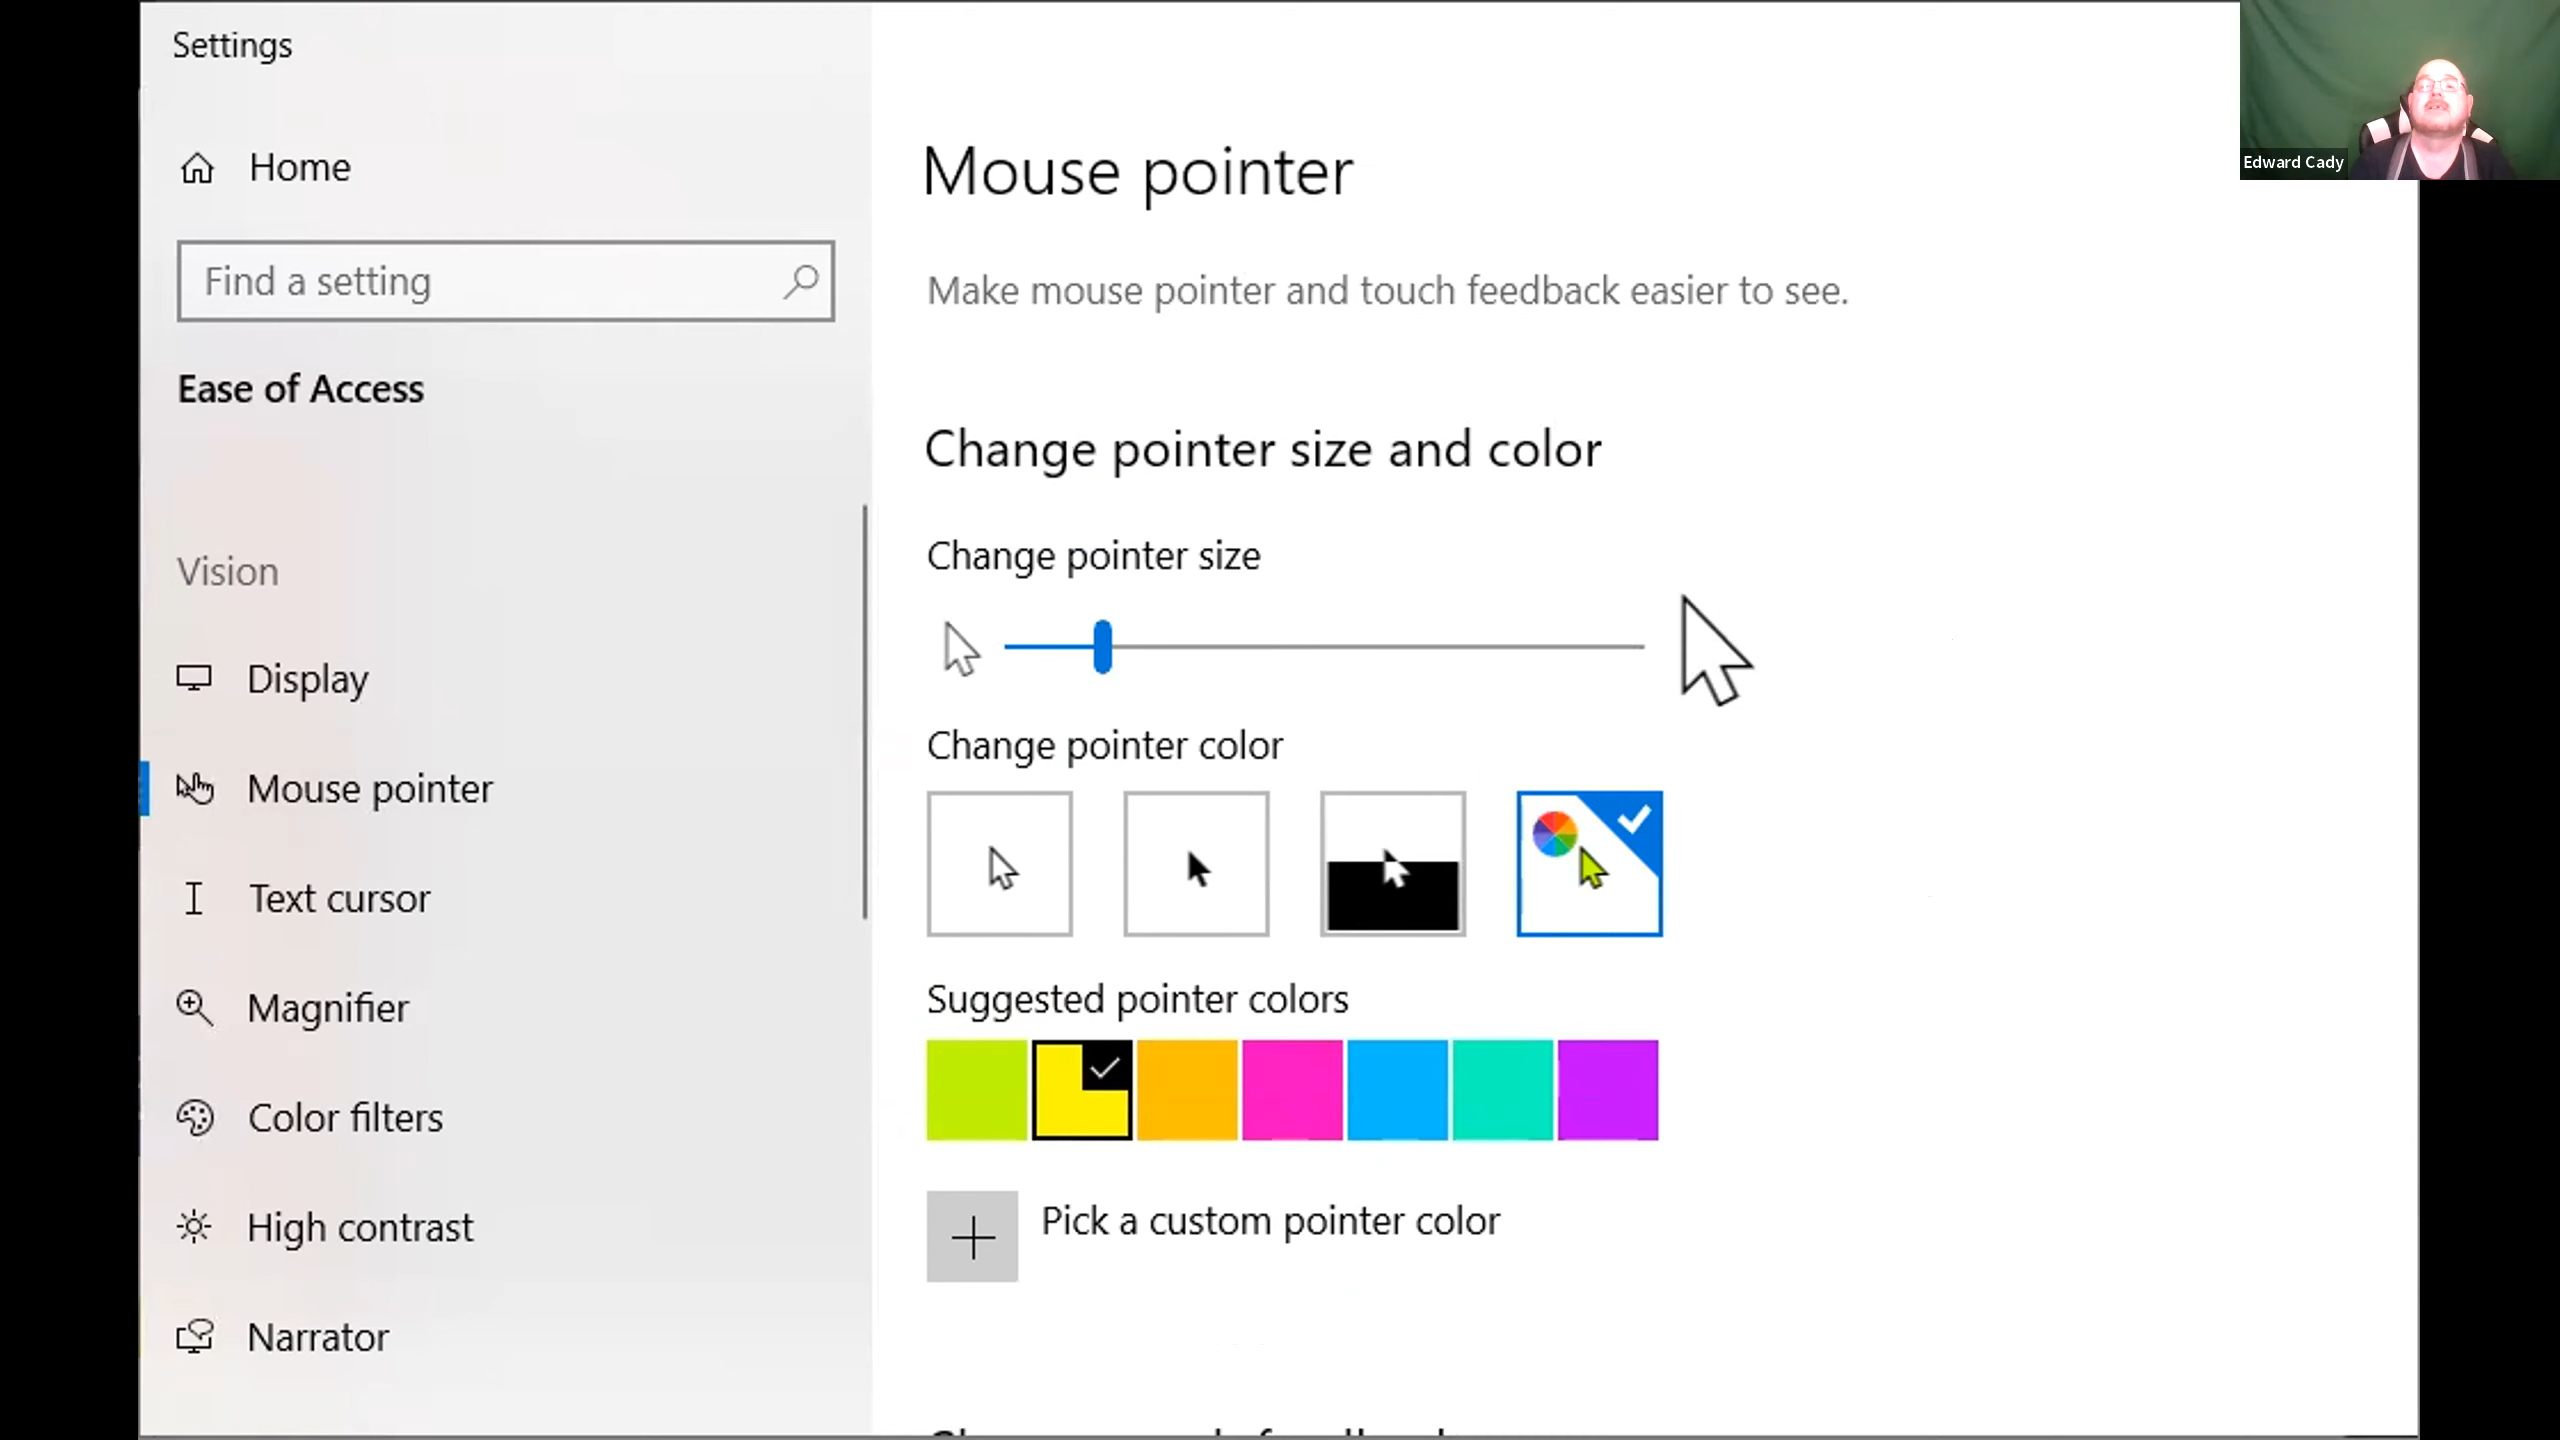 Settings
Home
Find a setting
Ease of Access
Vision
Display
Mouse pointer
Text cursor
Magnifier
Color filters
High contrast
Narrator
Mouse pointer
Make mouse pointer and touch feedback easier to see.
Change pointer size and color
Change pointer size
Change pointer color
Suggested pointer colors
Pick a custom pointer color
Edward Cady